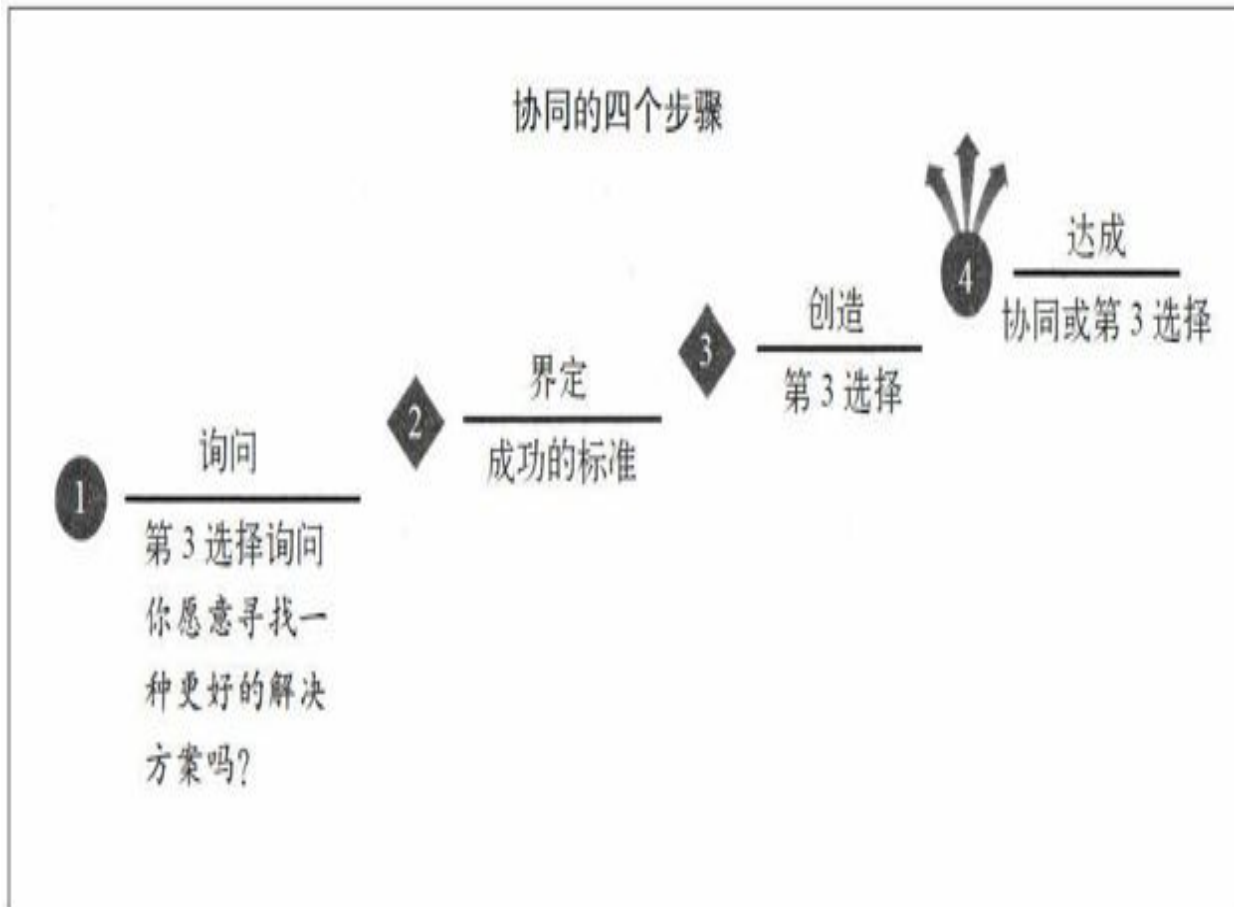 协同的四个步骤
1
询问
第3选择询问
你愿意寻找一
种更好的解决
方案吗?
2
界定
成功的标准
3
创造
第3选择
4
达成
协同或第3选择